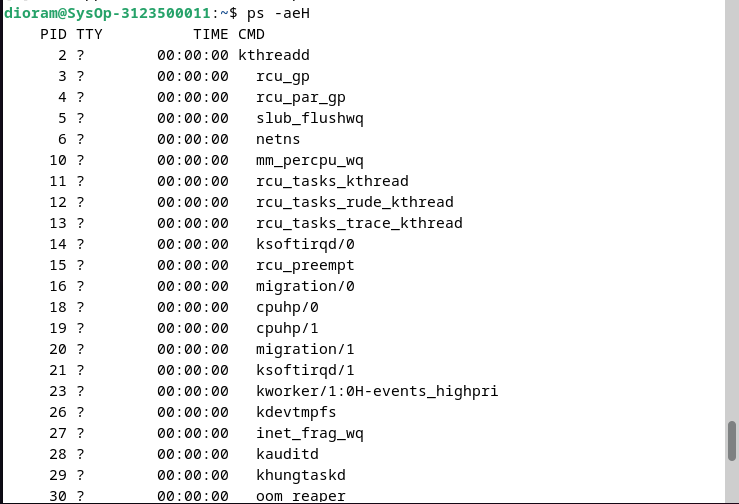 dioram@SysOp-3123500011:~$ ps -aeH
PID TTY TIME CMD
2 ? 00:00:00 kthreadd
3 ? 00:00:00 rcu_gp
4 ? 00:00:00 rcu_par_gp
5 ? 00:00:00 slub_flushwq
6 ? 00:00:00 netns
10 ? 00:00:00 mm_percpu_wq
11 ? 00:00:00 rcu_tasks_kthread
12 ? 00:00:00 rcu_tasks_rude_kthread
13 ? 00:00:00 rcu_tasks_trace_kthread
14 ? 00:00:00 ksoftirqd/0
15 ? 00:00:00 rcu_preempt
16 ? 00:00:00 migration/0
18 ? 00:00:00 cpuhp/0
19 ? 00:00:00 cpuhp/1
20 ? 00:00:00 migration/1
21 ? 00:00:00 ksoftirqd/1
23 ? 00:00:00 kworker/1:0H-events_highpri
26 ? 00:00:00 kdevtmpfs
27 ? 00:00:00 inet_frag_wq
28 ? 00:00:00 kauditd
29 ? 00:00:00 khungtaskd
30 ? 00:00:00 oom_reaper